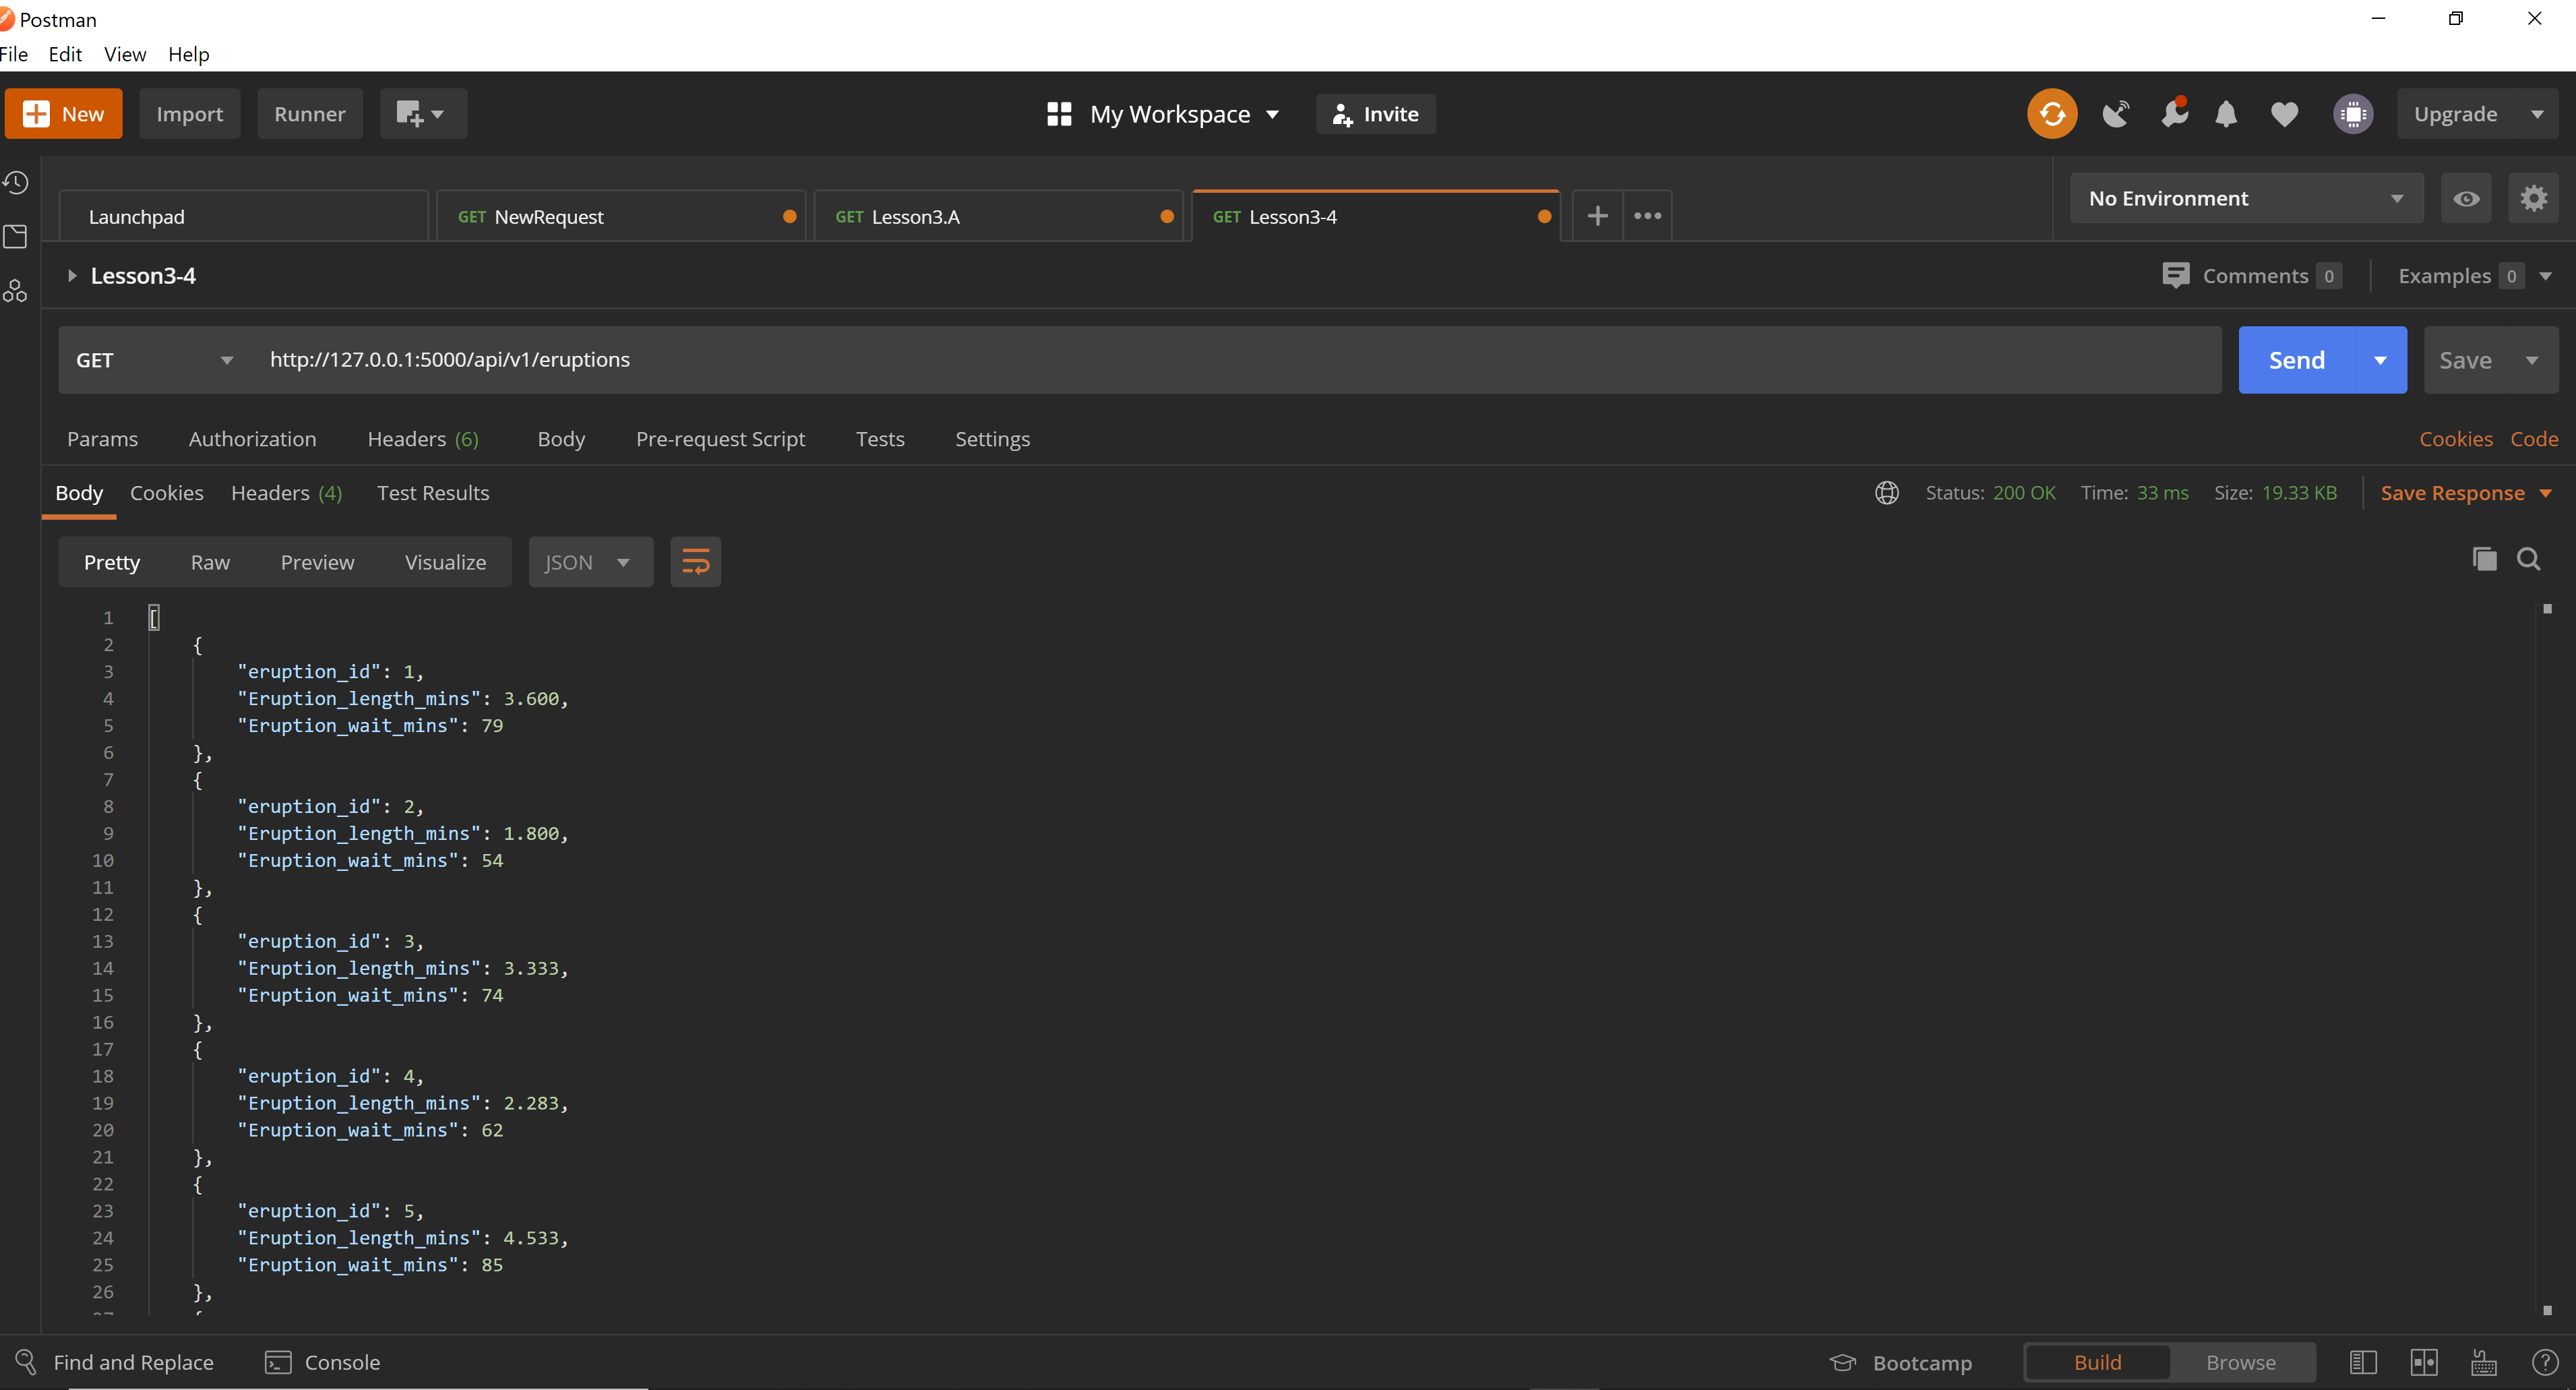 Postman
File Edit View Help
New Import Runner My Workspace Invite Upgrade
Launchpad GET NewRequest GET Lesson3.A GET Lesson3-4 No Environment
Lesson3-4 Comments 0 Examples 0
GET http://127.0.0.1:5000/api/v1/eruptions Send Save
Params Authorization Headers (6) Body Pre-request Script Tests Settings Cookies Code
Body Cookies Headers (4) Test Results Status: 200 OK Time: 33 ms Size: 19.33 KB Save Response
Pretty Raw Preview Visualize JSON
1 [
2 {
3 "eruption_id": 1,
4 "Eruption_length_mins": 3.600,
5 "Eruption_wait_mins": 79
6 },
7 {
8 "eruption_id": 2,
9 "Eruption_length_mins": 1.800,
10 "Eruption_wait_mins": 54
11 },
12 {
13 "eruption_id": 3,
14 "Eruption_length_mins": 3.333,
15 "Eruption_wait_mins": 74
16 },
17 {
18 "eruption_id": 4,
19 "Eruption_length_mins": 2.283,
20 "Eruption_wait_mins": 62
21 },
22 {
23 "eruption_id": 5,
24 "Eruption_length_mins": 4.533,
25 "Eruption_wait_mins": 85
26 },
Find and Replace Console Bootcamp Build Browse